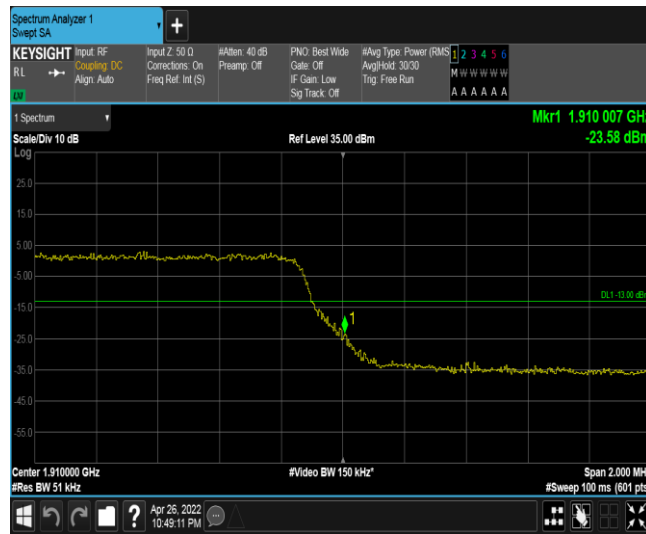 Spectrum Analyzer 1
Swept SA
KEYSIGHT Input: RF Input Z: 50 Ω #Atten: 40 dB PNO: Best Wide #Avg Type: Power (RMS 1 2 3 4 5 6
RL Coupling: DC Corrections: On Preamp: Off Gate: Off Avg|Hold: 30/30 M W W W W W
Align: Auto Freq Ref: Int (S) IF Gain: Low Trig: Free Run
Sig Track: Off A A A A A A
1 Spectrum Mkr1 1.910 007 GHz
Scale/Div 10 dB Ref Level 35.00 dBm -23.58 dBm
Log
25.0
15.0
5.00
-5.00
DL1 -13.00 dBm
-15.0
1
-25.0
-35.0
-45.0
-55.0
Center 1.910000 GHz #Video BW 150 kHz* Span 2.000 MH
#Res BW 51 kHz #Sweep 100 ms (601 pts
? Apr 26, 2022
10:49:11 PM